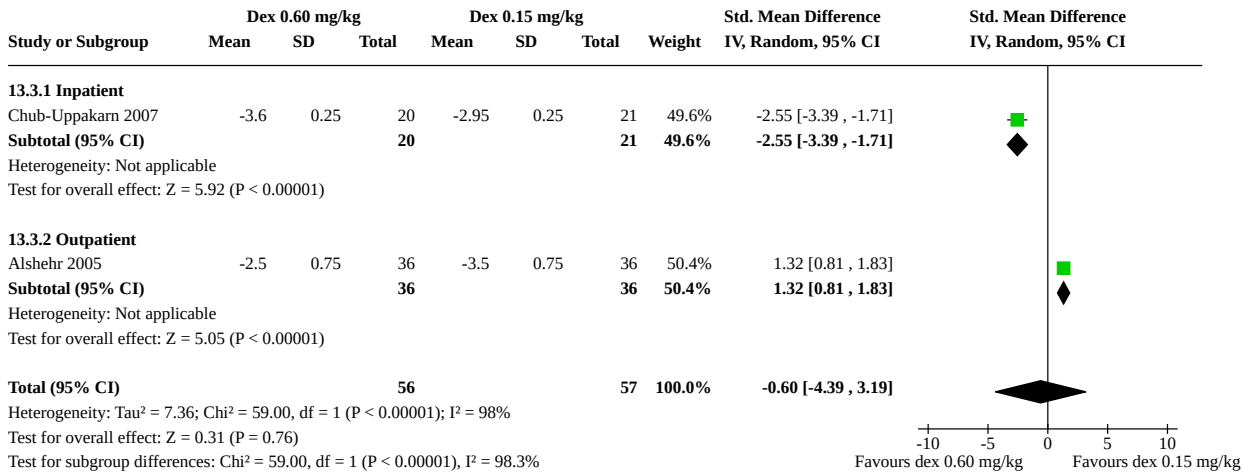 Dex 0.60 mg/kg Dex 0.15 mg/kg Std. Mean Difference Std. Mean Difference
Study or Subgroup Mean SD Total Mean SD Total Weight IV, Random, 95% CI IV, Random, 95% CI
13.3.1 Inpatient
Chub-Uppakarn 2007 -3.6 0.25 20 -2.95 0.25 21 49.6% -2.55 [-3.39 , -1.71]
Subtotal (95% CI) 20 21 49.6% -2.55 [-3.39 , -1.71]
Heterogeneity: Not applicable
Test for overall effect: Z = 5.92 (P < 0.00001)
13.3.2 Outpatient
Alshehr 2005 -2.5 0.75 36 -3.5 0.75 36 50.4% 1.32 [0.81 , 1.83]
Subtotal (95% CI) 36 36 50.4% 1.32 [0.81 , 1.83]
Heterogeneity: Not applicable
Test for overall effect: Z = 5.05 (P < 0.00001)
Total (95% CI) 56 57 100.0% -0.60 [-4.39 , 3.19]
Heterogeneity: Tau² = 7.36; Chi² = 59.00, df = 1 (P < 0.00001); I² = 98%
Test for overall effect: Z = 0.31 (P = 0.76) -10 -5 0 5 10
Test for subgroup differences: Chi² = 59.00, df = 1 (P < 0.00001), I² = 98.3% Favours dex 0.60 mg/kg Favours dex 0.15 mg/kg